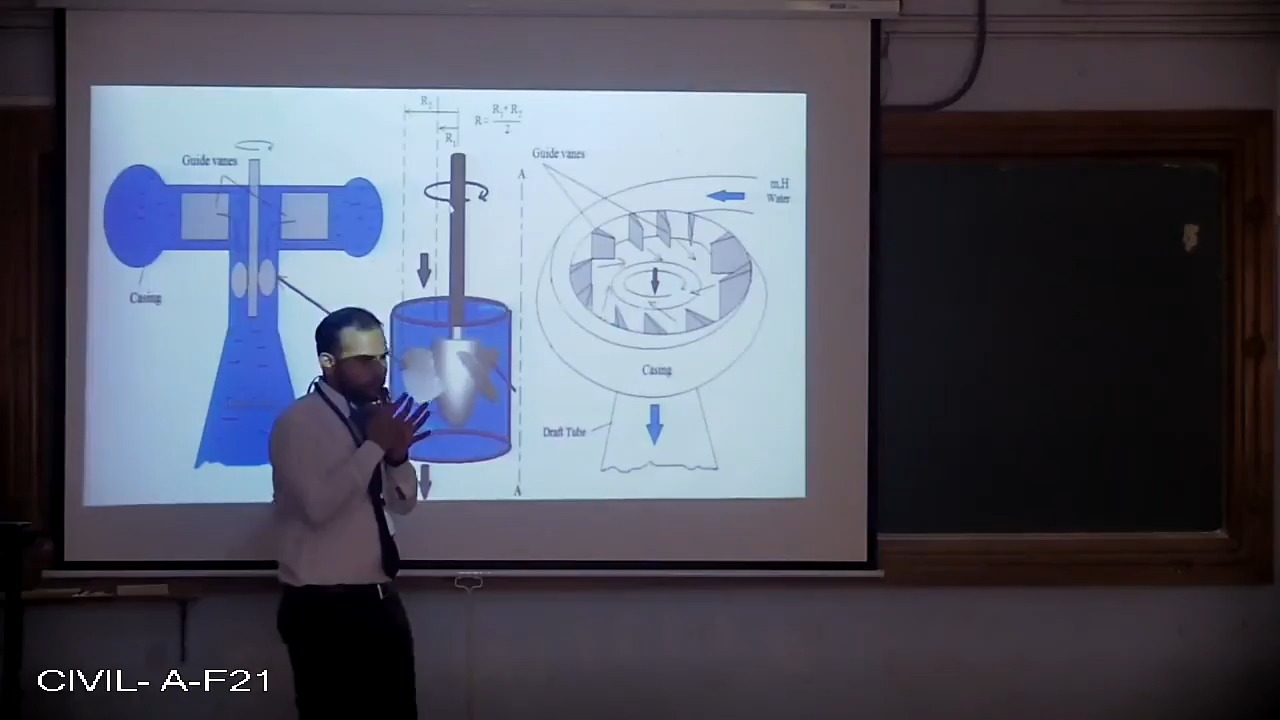 R₂
R = R₁ + R₂ / 2
R₁
Guide vanes
Casing
A
A
Guide vanes
m,H
Water
Casing
Draft Tube
CIVIL- A-F21